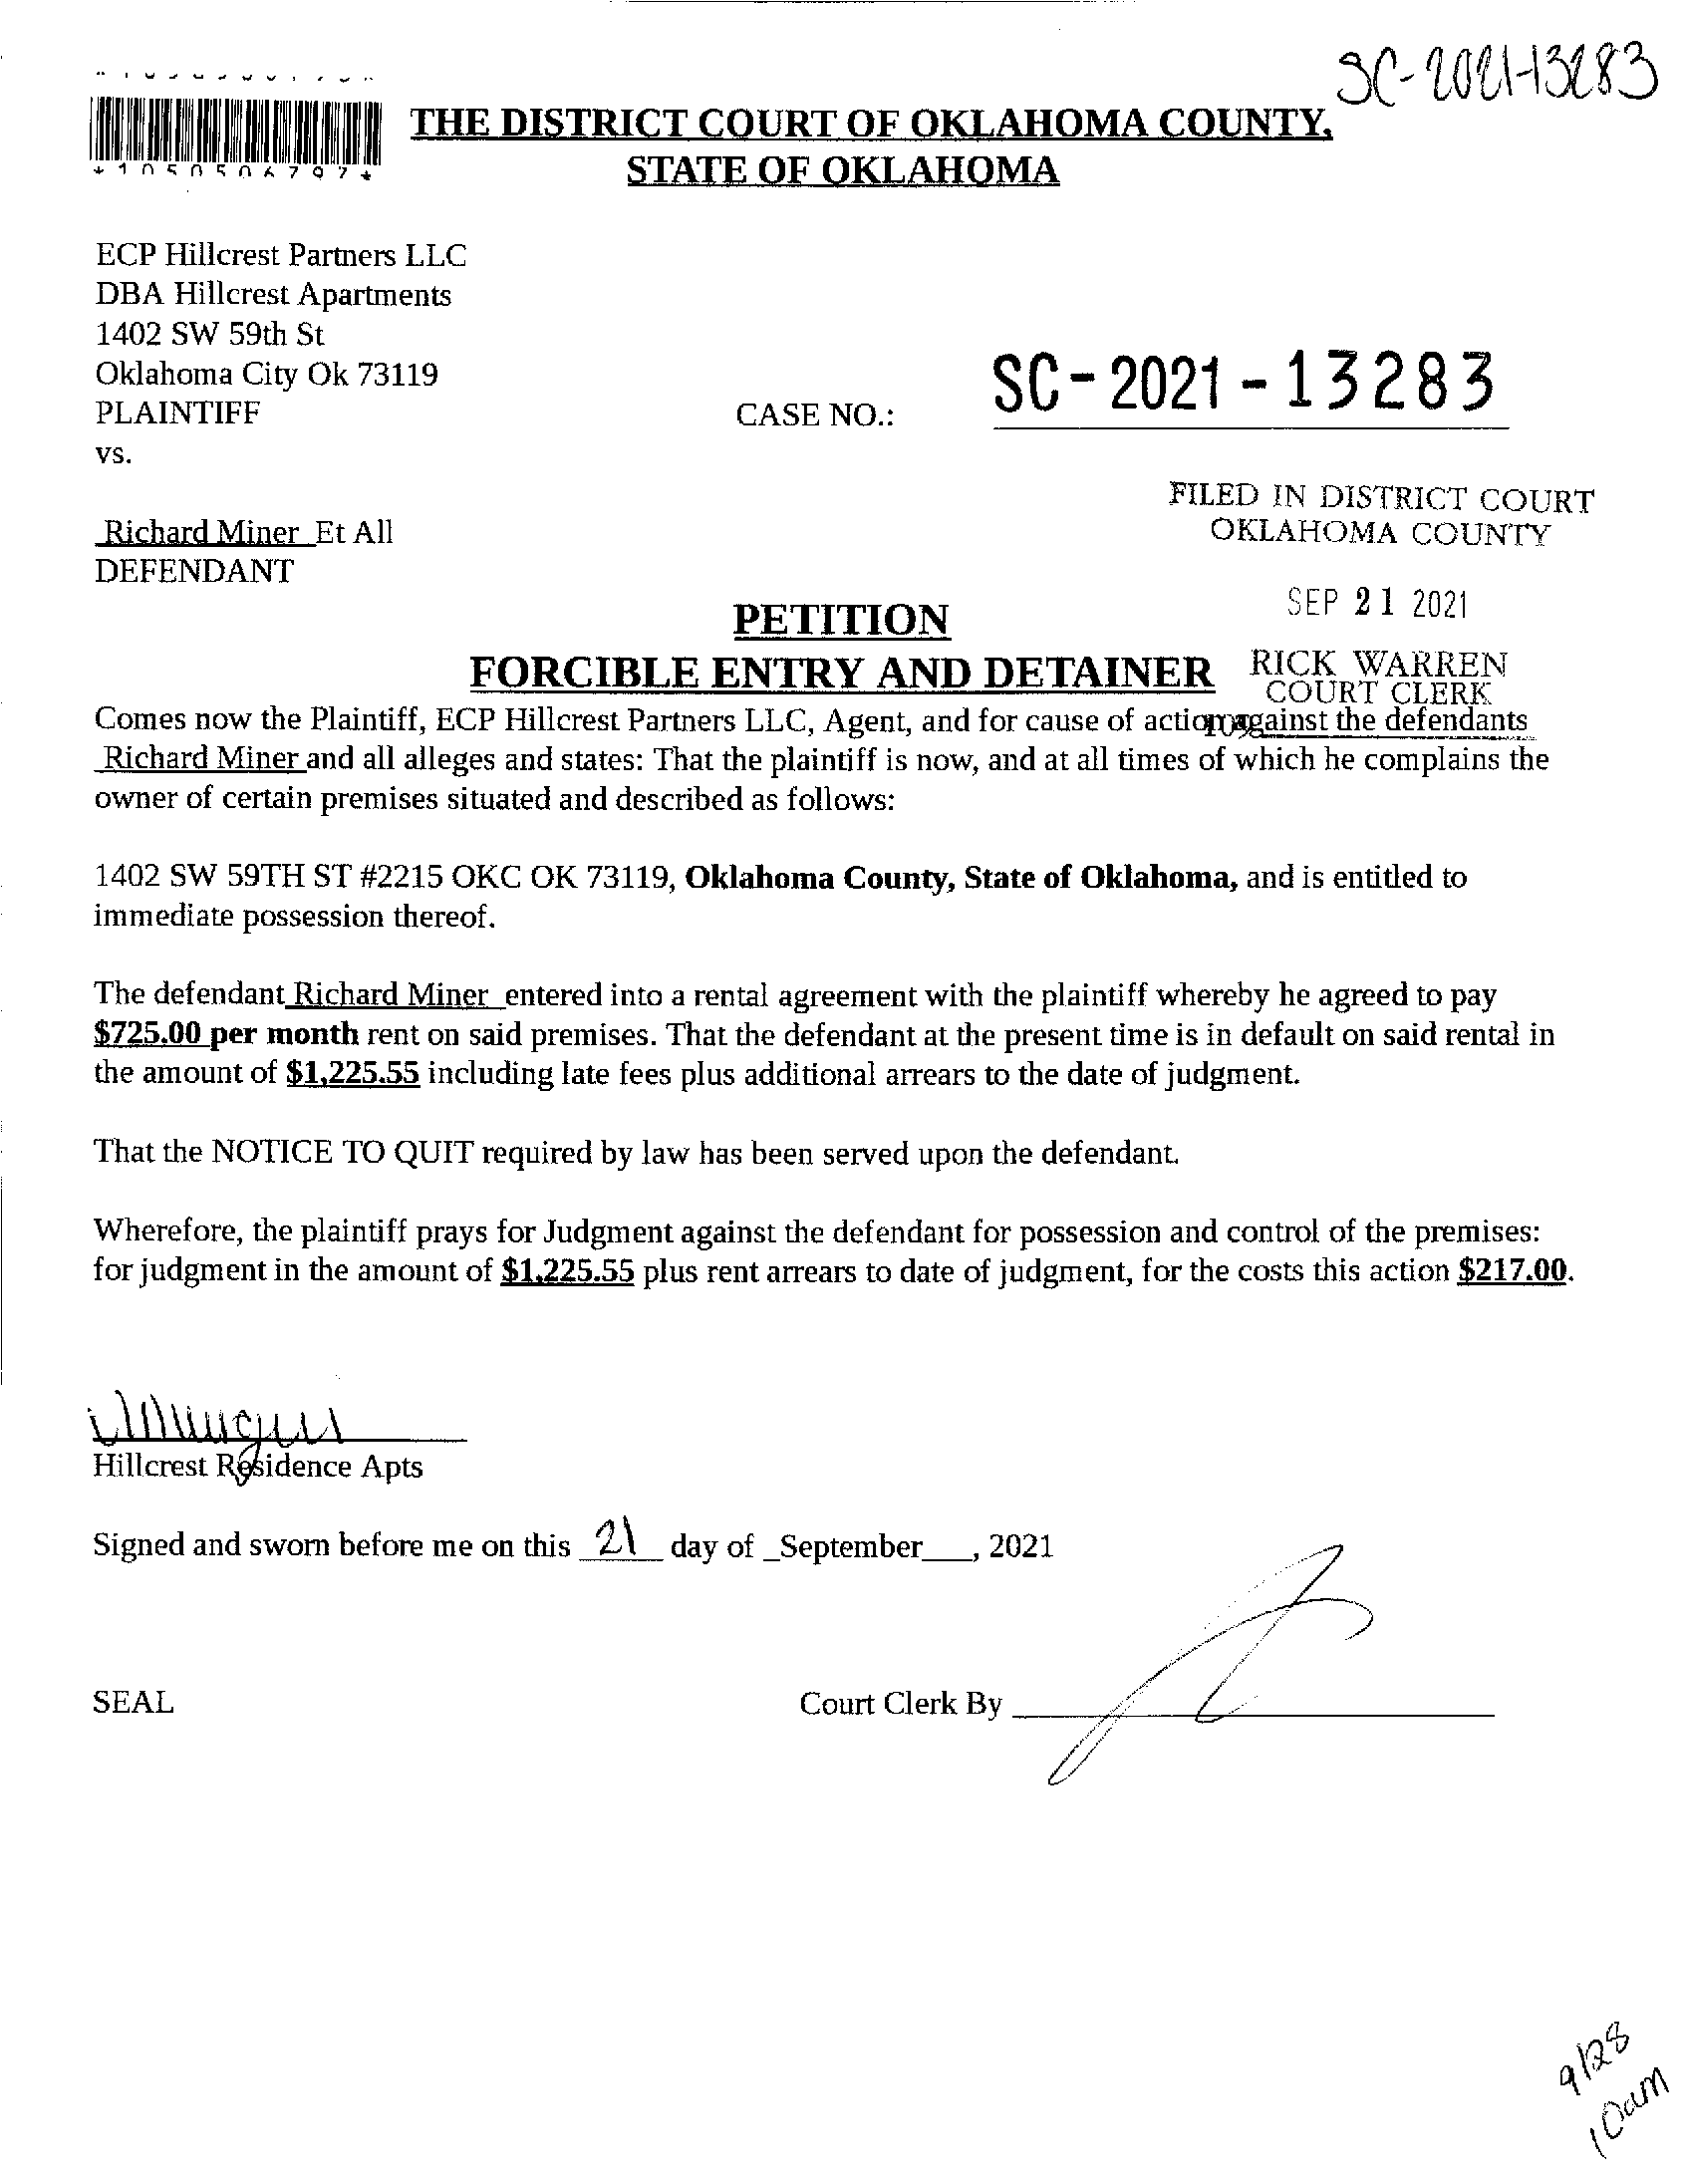 SC-2021-13283
THE DISTRICT COURT OF OKLAHOMA COUNTY,
STATE OF OKLAHOMA
ECP Hillcrest Partners LLC
DBA Hillcrest Apartments
1402 SW 59th St
Oklahoma City Ok 73119
PLAINTIFF
CASE NO.: SC-2021-13283
vs.
FILED IN DISTRICT COURT
OKLAHOMA COUNTY
Richard Miner Et All
DEFENDANT
SEP 21 2021
PETITION
FORCIBLE ENTRY AND DETAINER
RICK WARREN
COURT CLERK
Comes now the Plaintiff, ECP Hillcrest Partners LLC, Agent, and for cause of action against the defendants
Richard Miner and all alleges and states: That the plaintiff is now, and at all times of which he complains the
owner of certain premises situated and described as follows:
1402 SW 59TH ST #2215 OKC OK 73119, Oklahoma County, State of Oklahoma, and is entitled to
immediate possession thereof.
The defendant Richard Miner entered into a rental agreement with the plaintiff whereby he agreed to pay
$725.00 per month rent on said premises. That the defendant at the present time is in default on said rental in
the amount of $1,225.55 including late fees plus additional arrears to the date of judgment.
That the NOTICE TO QUIT required by law has been served upon the defendant.
Wherefore, the plaintiff prays for Judgment against the defendant for possession and control of the premises:
for judgment in the amount of $1,225.55 plus rent arrears to date of judgment, for the costs this action $217.00.
Hillcrest Residence Apts
Signed and sworn before me on this 21 day of _September___, 2021
SEAL
Court Clerk By
9/28
10am